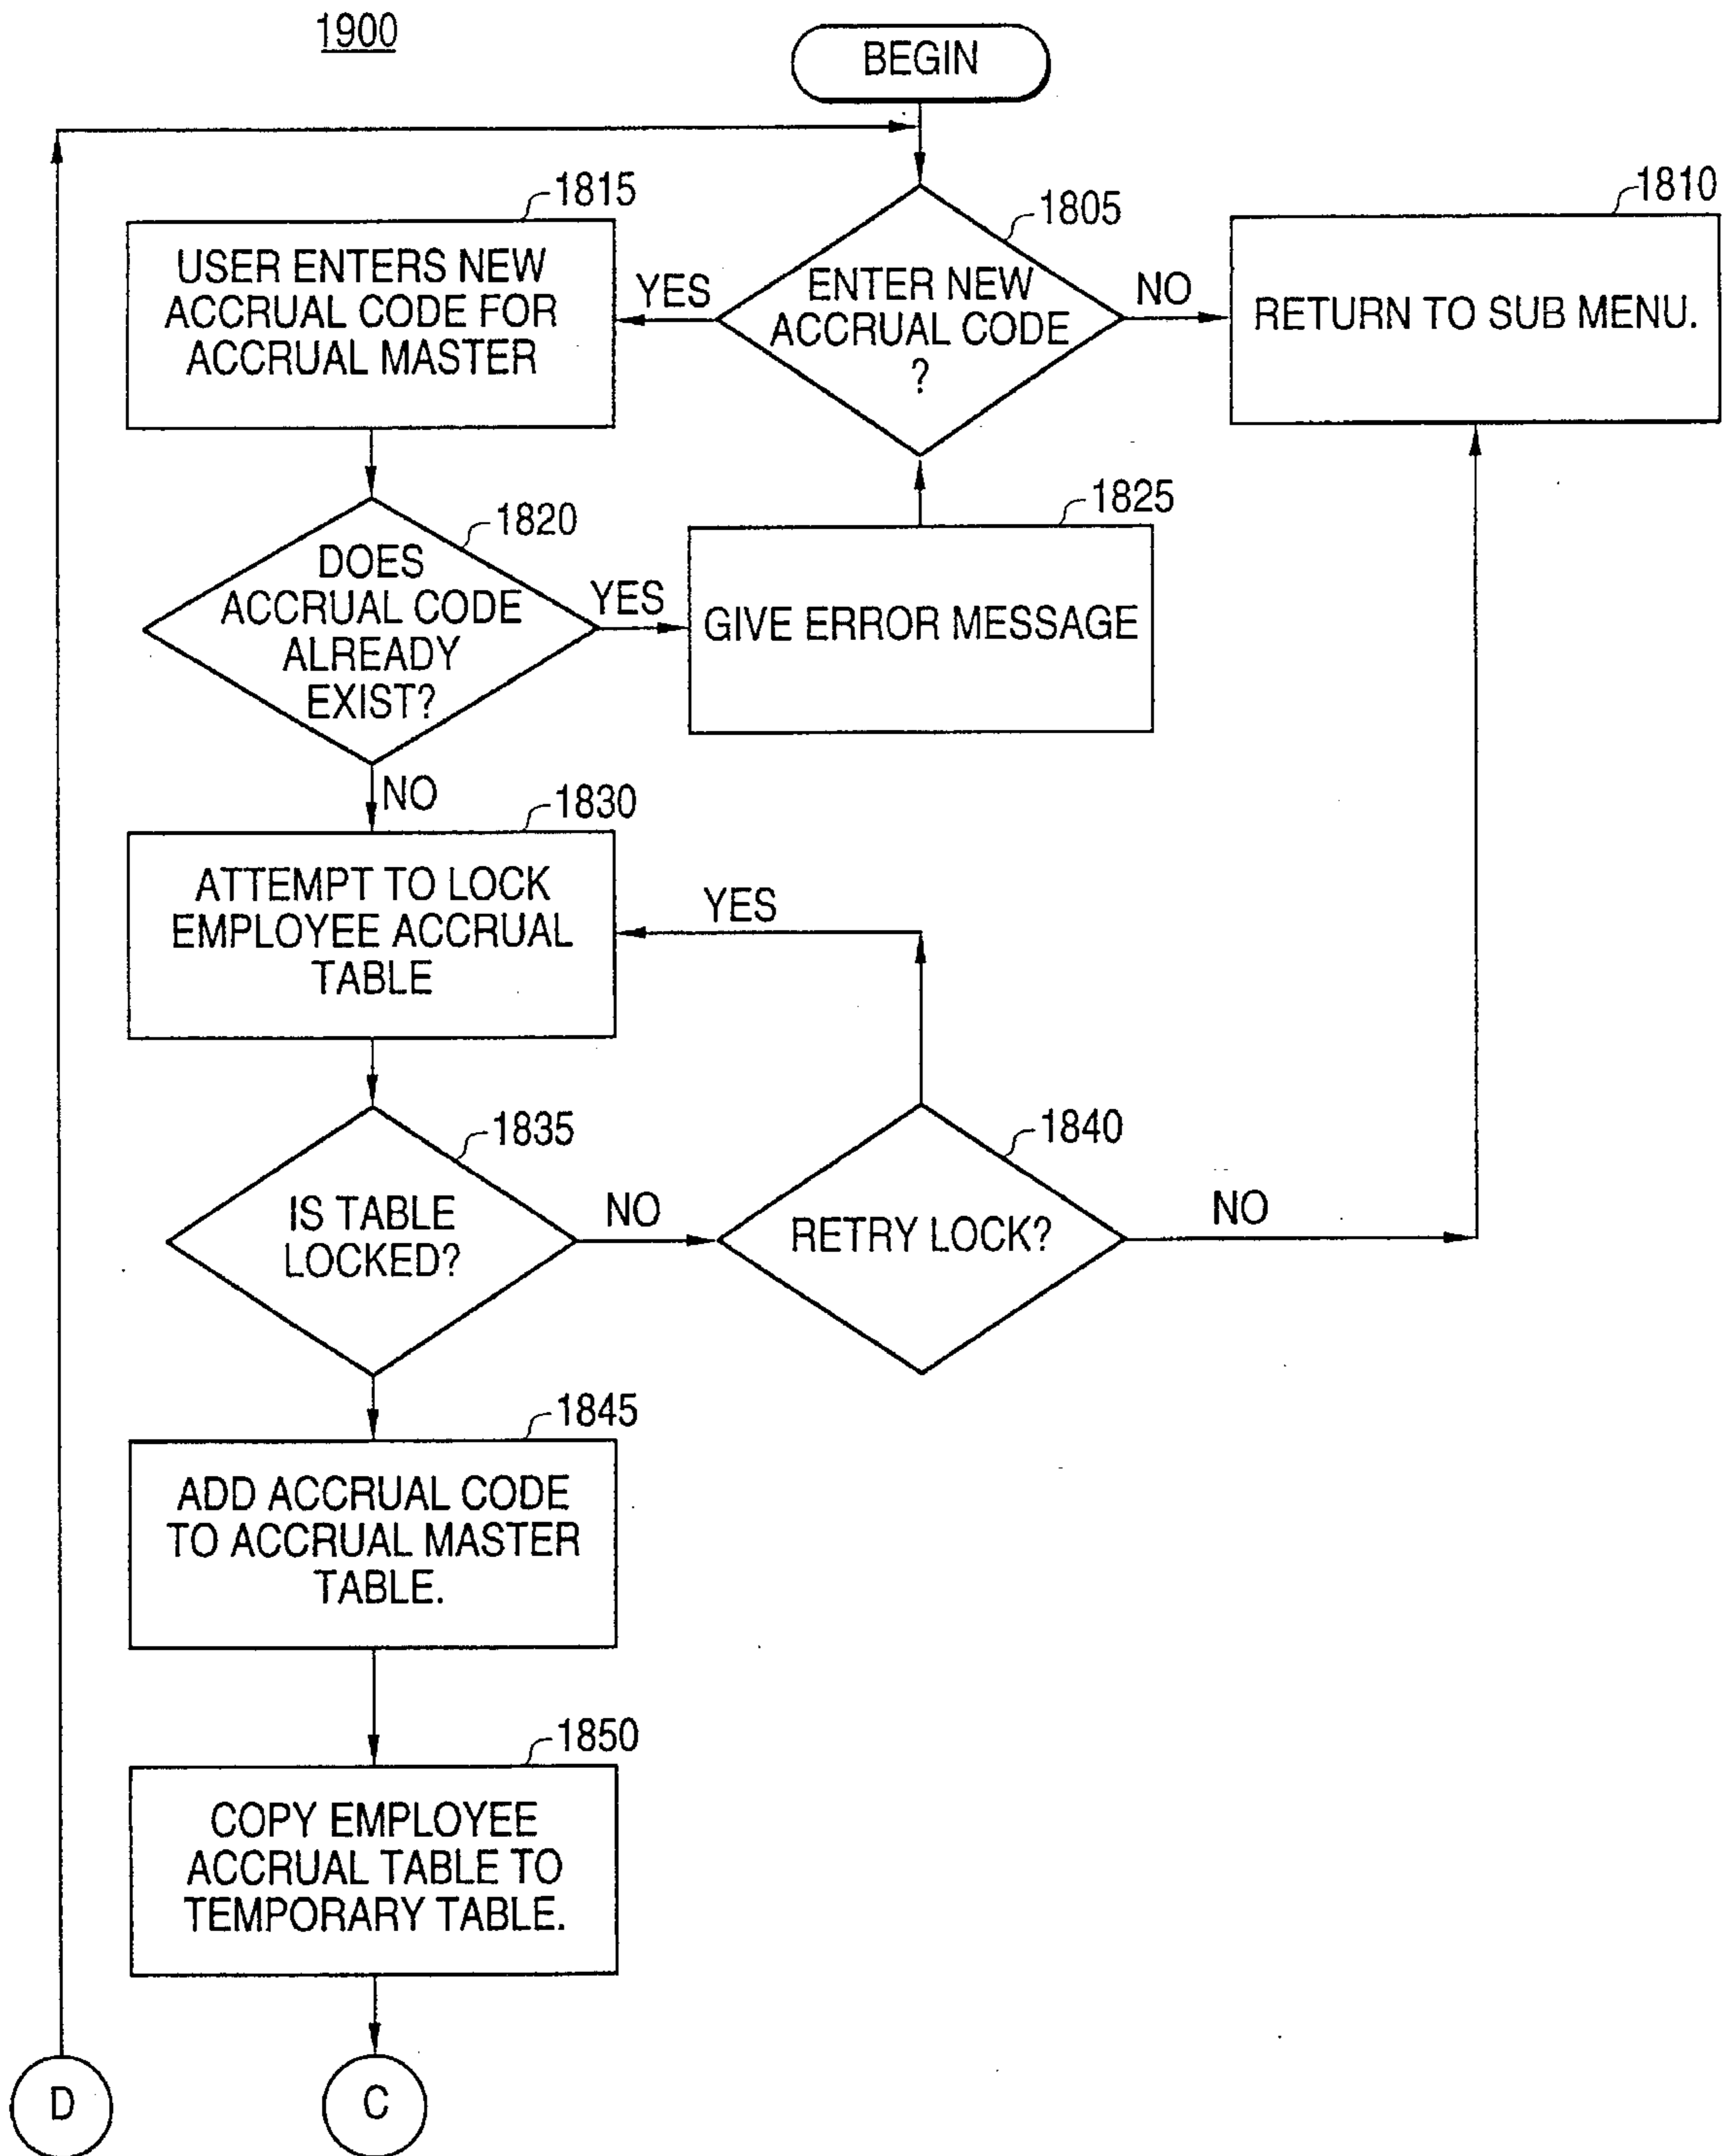 1900
BEGIN
1815
USER ENTERS NEW
ACCRUAL CODE FOR
ACCRUAL MASTER
YES
1805
ENTER NEW
ACCRUAL CODE
?
NO
1810
RETURN TO SUB MENU.
1820
DOES
ACCRUAL CODE
ALREADY
EXIST?
YES
1825
GIVE ERROR MESSAGE
NO
1830
ATTEMPT TO LOCK
EMPLOYEE ACCRUAL
TABLE
YES
1835
IS TABLE
LOCKED?
NO
1840
RETRY LOCK?
NO
1845
ADD ACCRUAL CODE
TO ACCRUAL MASTER
TABLE.
1850
COPY EMPLOYEE
ACCRUAL TABLE TO
TEMPORARY TABLE.
D
C